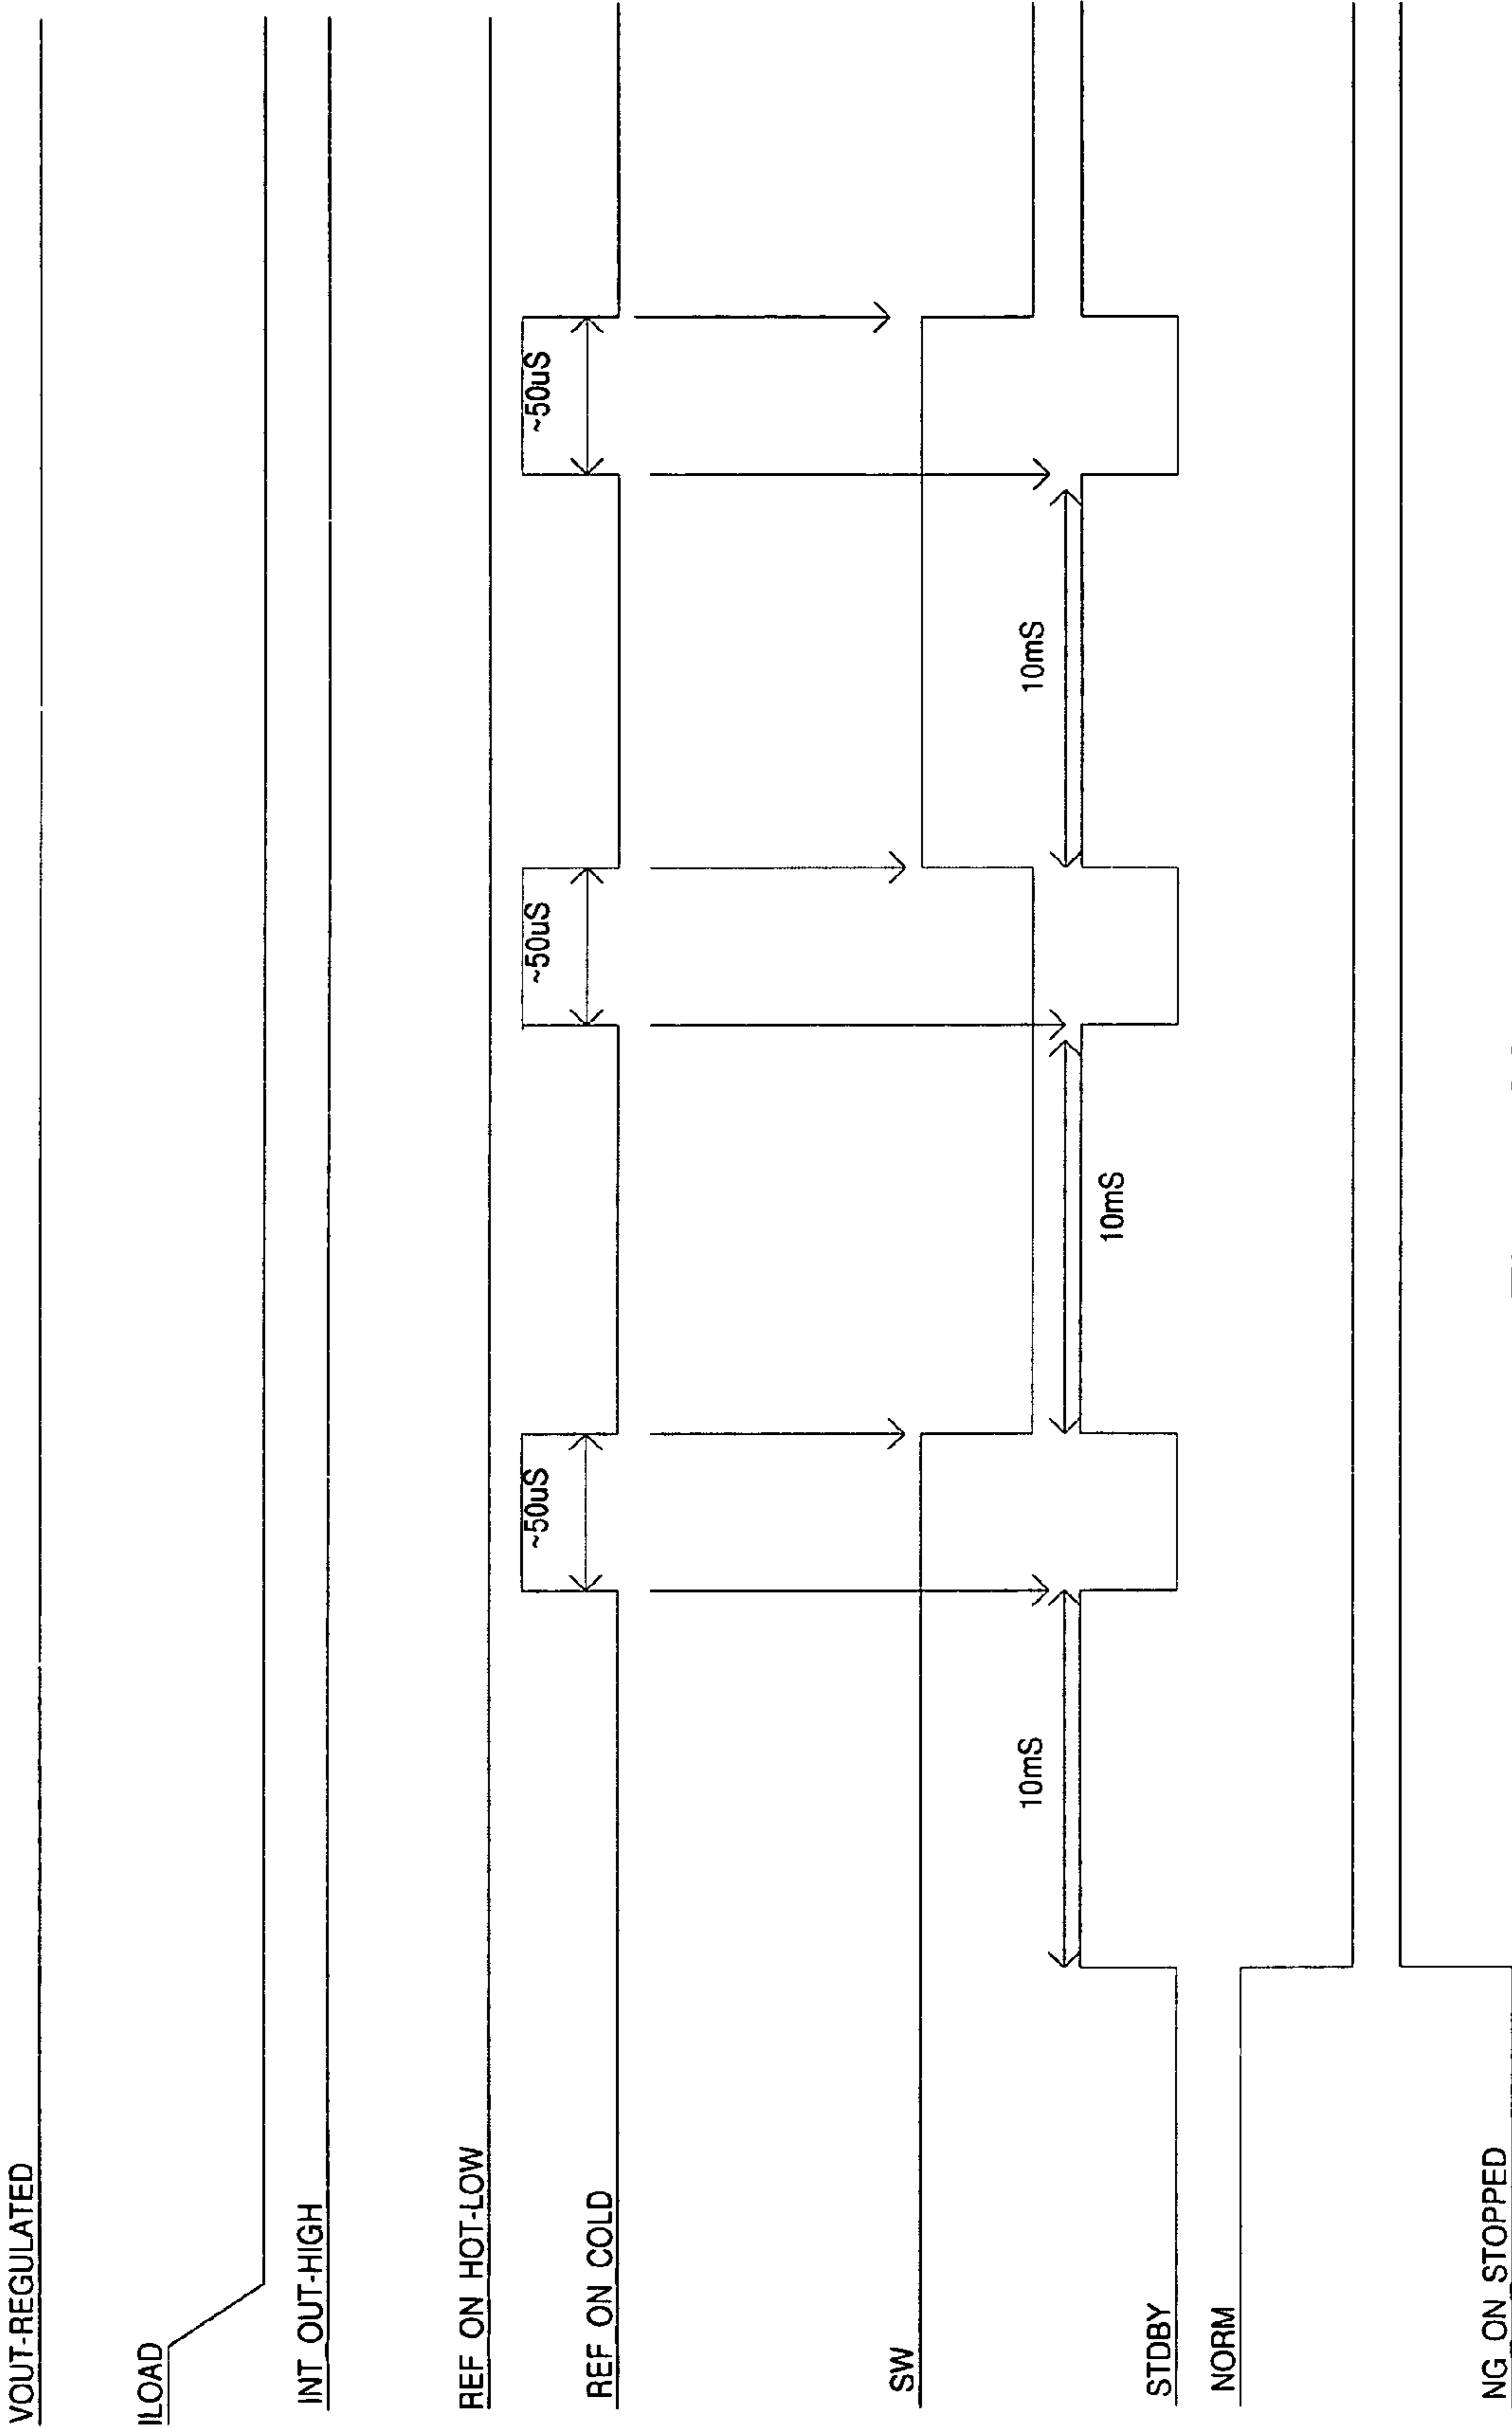 VOUT-REGULATED
ILOAD
INT OUT-HIGH
REF ON HOT-LOW
REF ON COLD
~50uS
~50uS
~50uS
SW
10mS
10mS
10mS
STDBY
NORM
NG ON STOPPED